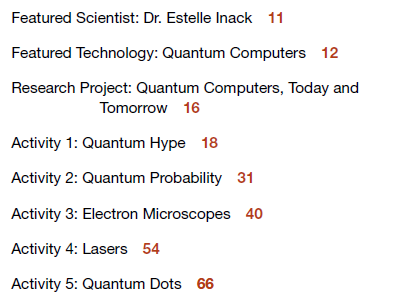 Featured Scientist: Dr. Estelle Inack 11
Featured Technology: Quantum Computers 12
Research Project: Quantum Computers, Today and
Tomorrow 16
Activity 1: Quantum Hype 18
Activity 2: Quantum Probability 31
Activity 3: Electron Microscopes 40
Activity 4: Lasers 54
Activity 5: Quantum Dots 66